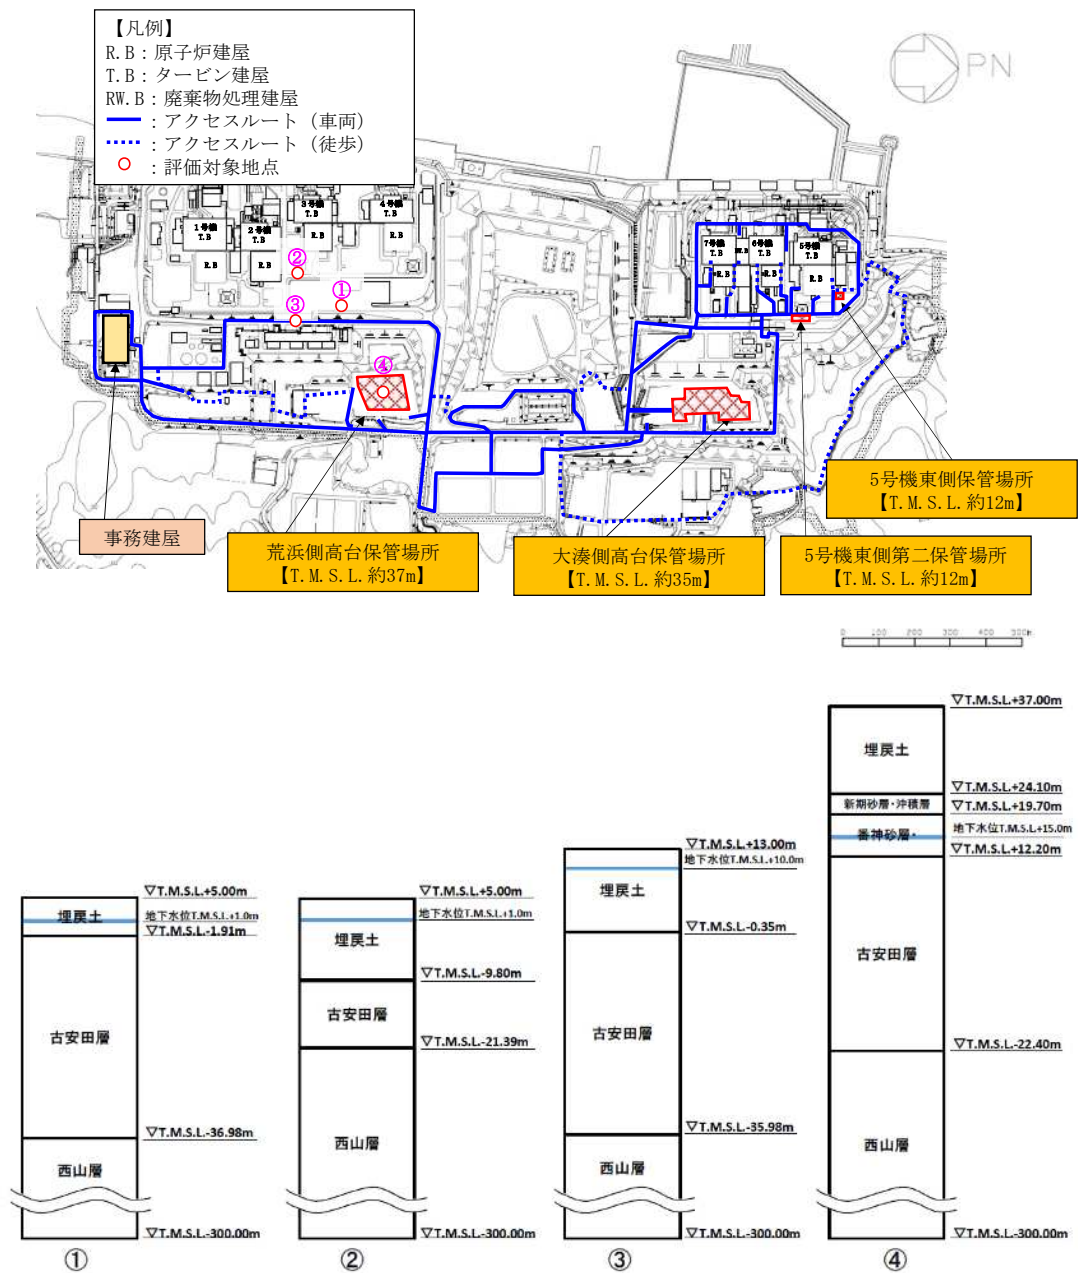 【凡例】
R.B：原子炉建屋
T.B：タービン建屋
RW.B：廃棄物処理建屋
：アクセスルート（車両）
：アクセスルート（徒歩）
：評価対象地点
PN
1号機
T.B
R.B
2号機
T.B
R.B
3号機
T.B
R.B
4号機
T.B
R.B
7号機
T.B
R.B
6号機
T.B
R.B
5号機
T.B
R.B
②
①
③
④
事務建屋
荒浜側高台保管場所
【T.M.S.L.約37m】
大湊側高台保管場所
【T.M.S.L.約35m】
5号機東側保管場所
【T.M.S.L.約12m】
5号機東側第二保管場所
【T.M.S.L.約12m】
0 100 200 300 400 500m
▽T.M.S.L.+5.00m
埋戻土
地下水位T.M.S.L.+1.0m
▽T.M.S.L.-1.91m
古安田層
▽T.M.S.L.-36.98m
西山層
▽T.M.S.L.-300.00m
①
▽T.M.S.L.+5.00m
地下水位T.M.S.L.+1.0m
埋戻土
▽T.M.S.L.-9.80m
古安田層
▽T.M.S.L.-21.39m
西山層
▽T.M.S.L.-300.00m
②
▽T.M.S.L.+13.00m
地下水位T.M.S.L.+10.0m
埋戻土
▽T.M.S.L.-0.35m
古安田層
▽T.M.S.L.-35.98m
西山層
▽T.M.S.L.-300.00m
③
▽T.M.S.L.+37.00m
埋戻土
▽T.M.S.L.+24.10m
新期砂層・沖積層
▽T.M.S.L.+19.70m
番神砂層・
地下水位T.M.S.L.+15.0m
▽T.M.S.L.+12.20m
古安田層
▽T.M.S.L.-22.40m
西山層
▽T.M.S.L.-300.00m
④